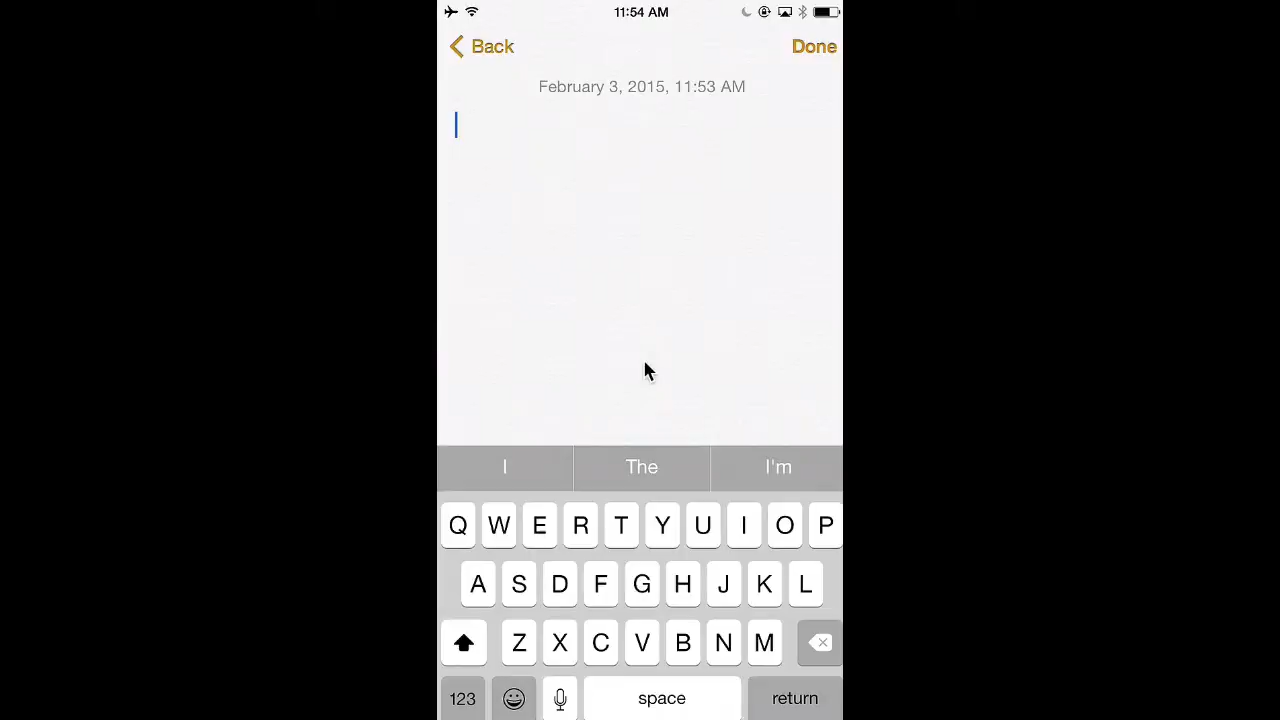 11:54 AM
Back Done
February 3, 2015, 11:53 AM
I The I'm
Q W E R T Y U I O P
A S D F G H J K L
Z X C V B N M
123 space return